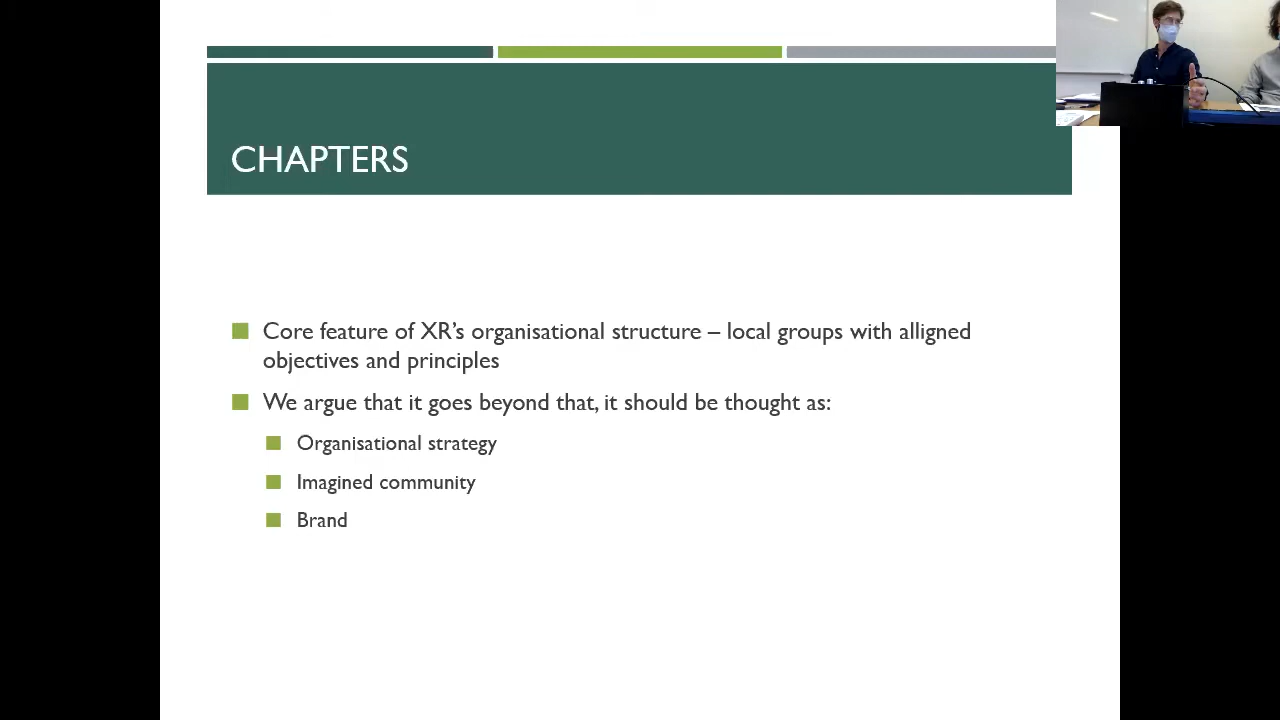 CHAPTERS
Core feature of XR's organisational structure – local groups with alligned
objectives and principles
We argue that it goes beyond that, it should be thought as:
Organisational strategy
Imagined community
Brand